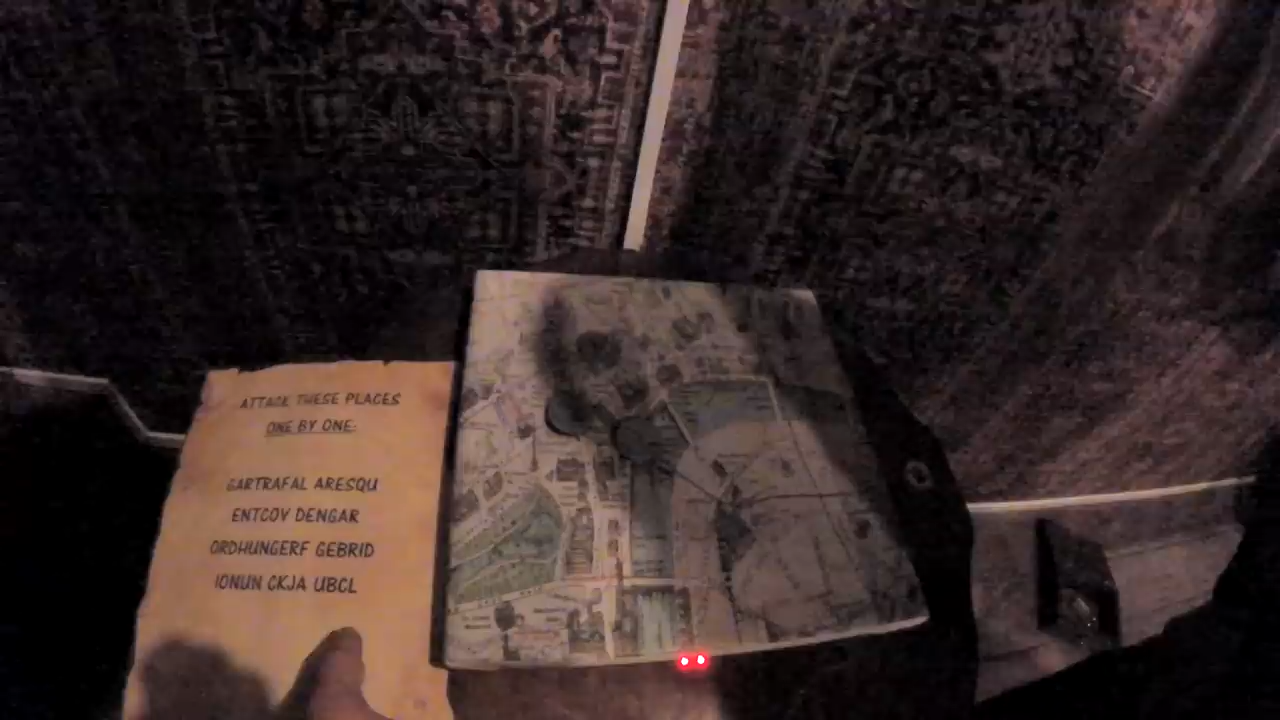 ATTACK THESE PLACES
ONE BY ONE:
GARTRAFAL ARESQU
ENTCOV DENGAR
ORDHUNGERF GEBRID
IONUN CKJA UBCL